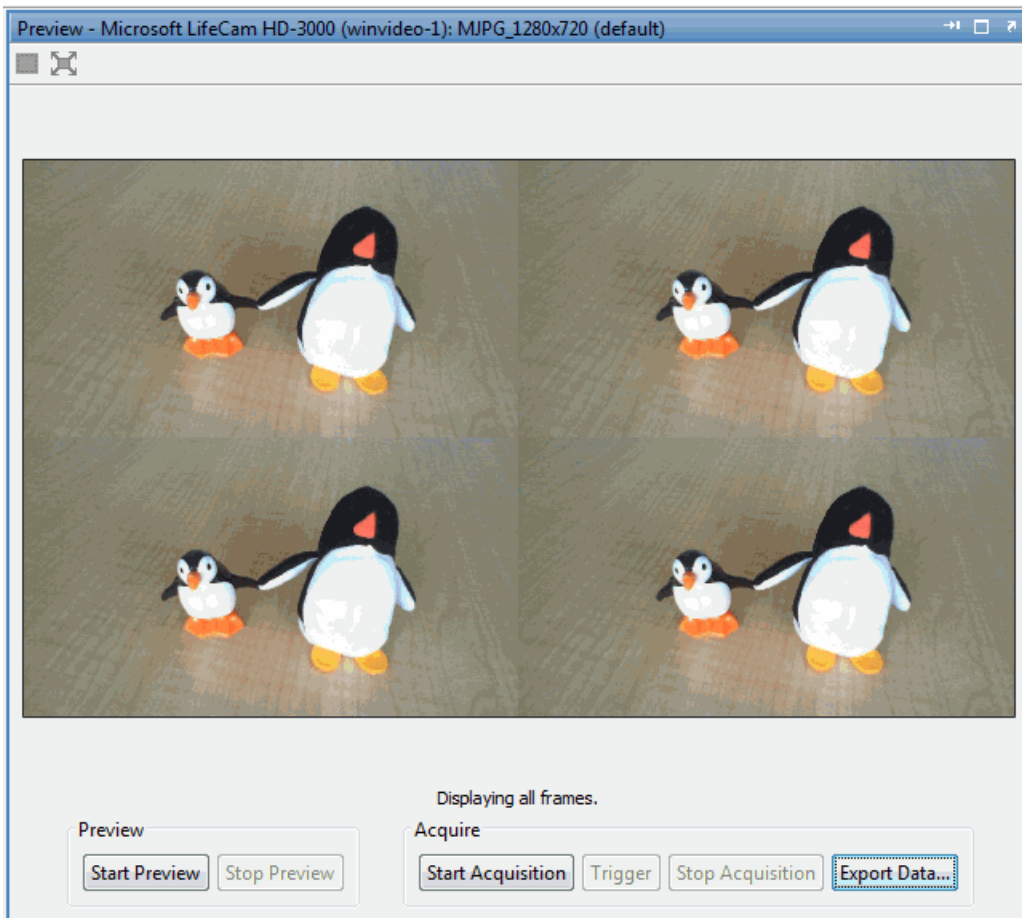 Preview - Microsoft LifeCam HD-3000 (winvideo-1): MJPG_1280x720 (default)
Displaying all frames.
Preview
Start Preview Stop Preview
Acquire
Start Acquisition Trigger Stop Acquisition Export Data...